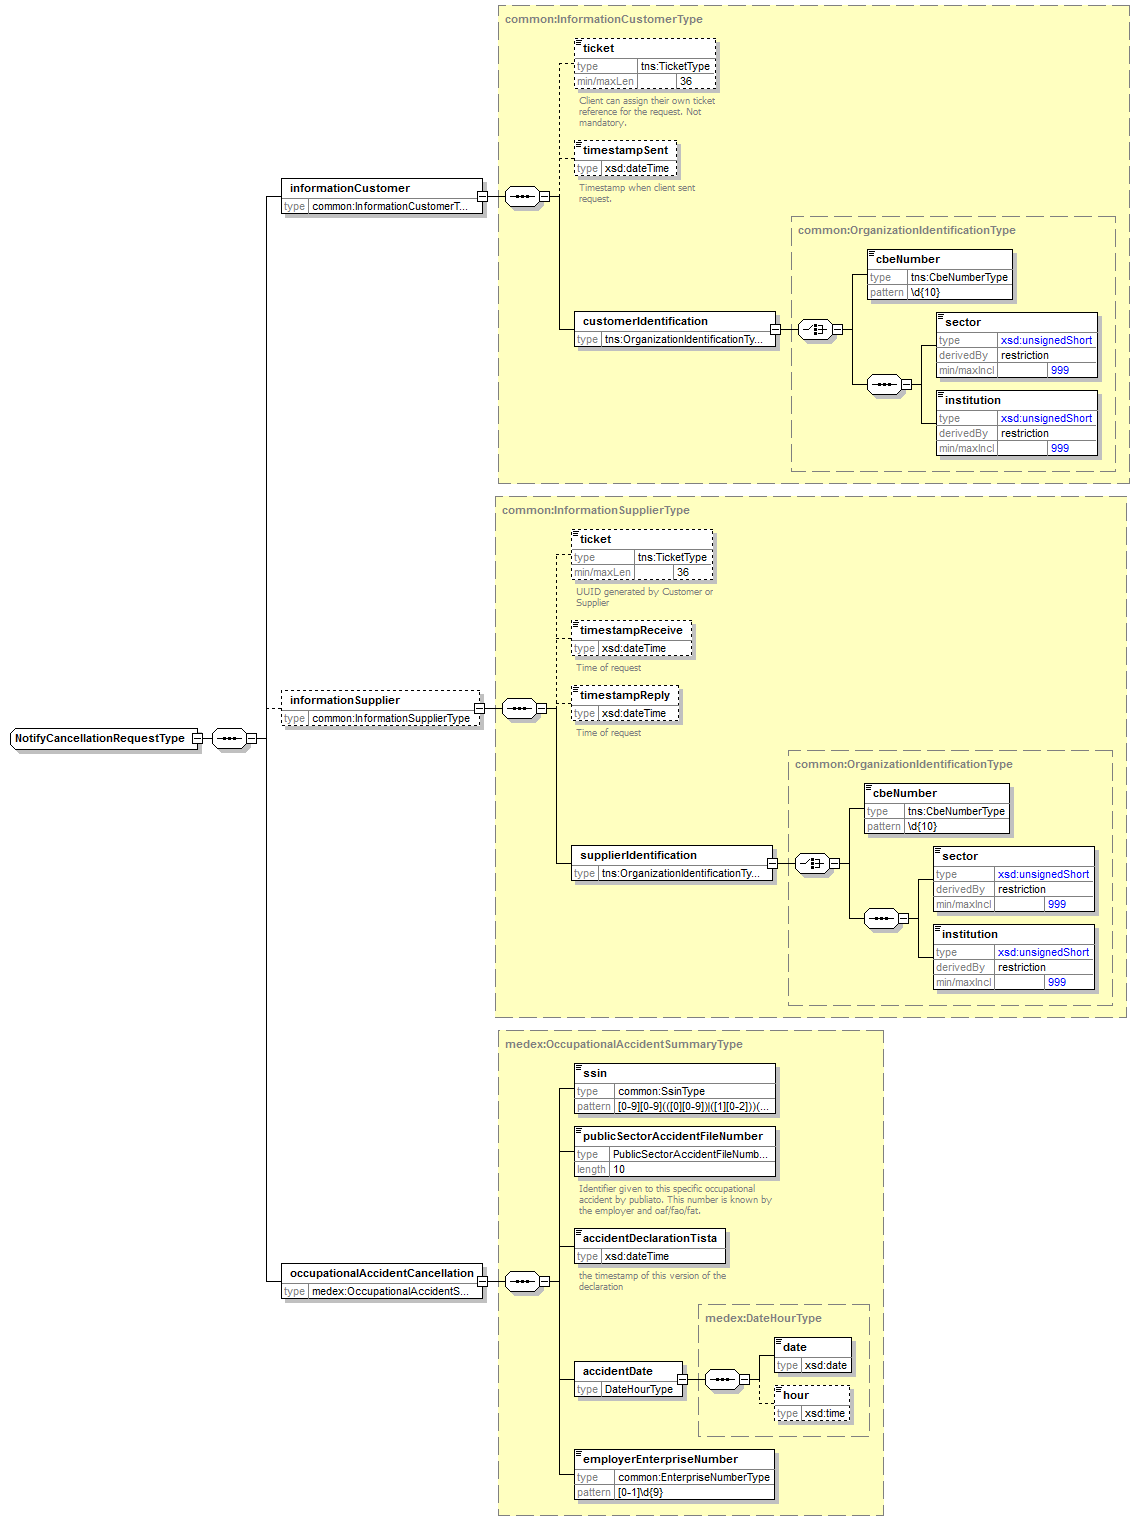 common:InformationCustomerType
ticket
type tns:TicketType
min/maxLen 36
Client can assign their own ticket
reference for the request. Not
mandatory.
timestampSent
type xsd:dateTime
Timestamp when client sent
request.
informationCustomer
type common:InformationCustomerT...
common:OrganizationIdentificationType
cbeNumber
type tns:CbeNumberType
pattern \d{10}
customerIdentification
type tns:OrganizationIdentificationTy...
sector
type xsd:unsignedShort
derivedBy restriction
min/maxIncl 999
institution
type xsd:unsignedShort
derivedBy restriction
min/maxIncl 999
common:InformationSupplierType
ticket
type tns:TicketType
min/maxLen 36
UUID generated by Customer or
Supplier
timestampReceive
type xsd:dateTime
Time of request
timestampReply
type xsd:dateTime
Time of request
informationSupplier
type common:InformationSupplierType
NotifyCancellationRequestType
common:OrganizationIdentificationType
cbeNumber
type tns:CbeNumberType
pattern \d{10}
supplierIdentification
type tns:OrganizationIdentificationTy...
sector
type xsd:unsignedShort
derivedBy restriction
min/maxIncl 999
institution
type xsd:unsignedShort
derivedBy restriction
min/maxIncl 999
medex:OccupationalAccidentSummaryType
ssin
type common:SsinType
pattern [0-9][0-9](([0][0-9])|([1][0-2]))(...
publicSectorAccidentFileNumber
type PublicSectorAccidentFileNumb...
length 10
Identifier given to this specific occupational
accident by publiato. This number is known by
the employer and oaf/fao/fat.
accidentDeclarationTista
type xsd:dateTime
the timestamp of this version of the
declaration
occupationalAccidentCancellation
type medex:OccupationalAccidentS...
medex:DateHourType
date
type xsd:date
accidentDate
type DateHourType
hour
type xsd:time
employerEnterpriseNumber
type common:EnterpriseNumberType
pattern [0-1]\d{9}